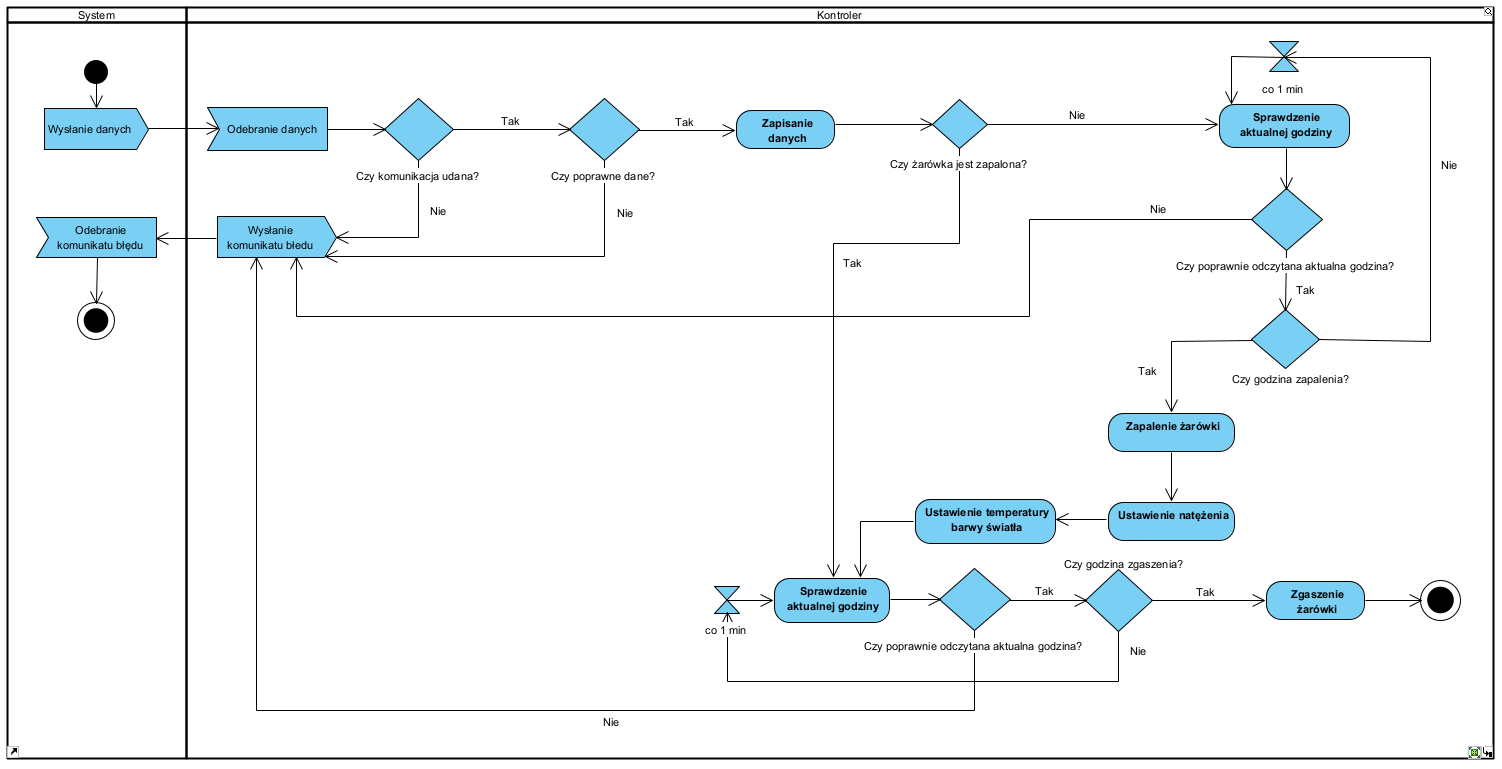 System
Kontroler
co 1 min
Wysłanie danych
Odebranie danych
Tak
Tak
Zapisanie
danych
Nie
Sprawdzenie
aktualnej godziny
Czy komunikacja udana?
Czy poprawne dane?
Czy żarówka jest zapalona?
Nie
Nie
Nie
Nie
Odebranie
komunikatu błędu
Wysłanie
komunikatu błedu
Tak
Czy poprawnie odczytana aktualna godzina?
Tak
Tak
Czy godzina zapalenia?
Zapalenie żarówki
Ustawienie temperatury
barwy światła
Ustawienie natężenia
Czy godzina zgaszenia?
Sprawdzenie
aktualnej godziny
Tak
Tak
Zgaszenie
żarówki
co 1 min
Czy poprawnie odczytana aktualna godzina?
Nie
Nie